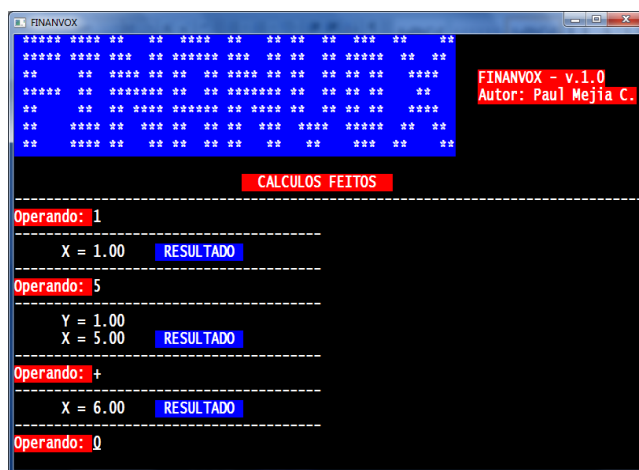 FINANVOX
***** **** **   **  ****  **   **  ** **  **  ***  **    **
***** **** ***  ** ****** ***  **  ** ** ***** **  **
**     **  **** ** **  ** **** ** **  ** ** **   ****
*****  **  ******* **  ** ******* **  ** ** **    **
**     **  ** **** ****** ** **** **  ** ** **   ****
**    **** **  *** **  ** **  ***  ****  *****  **  **
**    **** **   ** **  ** **   **   **    ***  **    **
FINANVOX - v.1.0
Autor: Paul Mejia C.
CALCULOS FEITOS
--------------------------------------------------------------------------------
Operando: 1
---------------------------------------
X = 1.00 RESULTADO
---------------------------------------
Operando: 5
---------------------------------------
Y = 1.00
X = 5.00 RESULTADO
---------------------------------------
Operando: +
---------------------------------------
X = 6.00 RESULTADO
---------------------------------------
Operando: 0